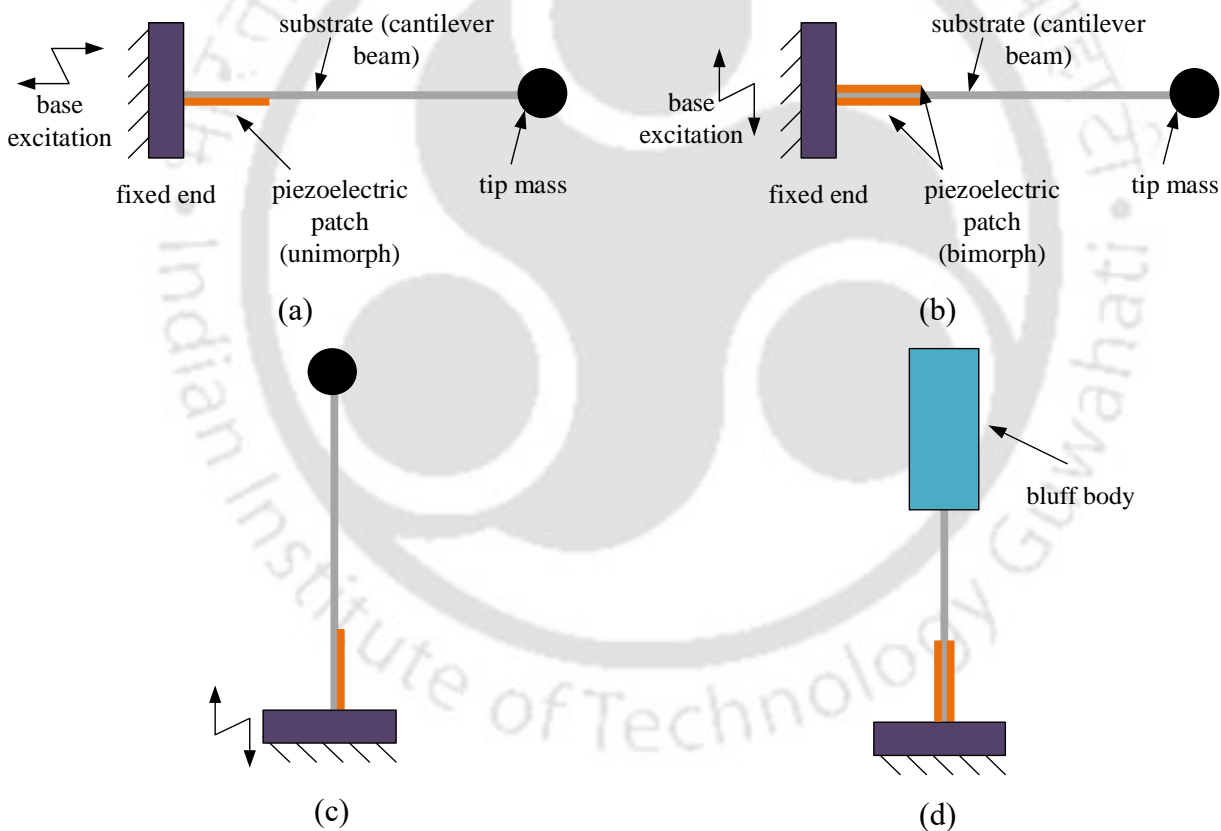 substrate (cantilever
beam)
base
excitation
fixed end
piezoelectric
patch
(unimorph)
tip mass
(a)
substrate (cantilever
beam)
base
excitation
fixed end
piezoelectric
patch
(bimorph)
tip mass
(b)
(c)
bluff body
(d)
Indian Institute of Technology Guwahati